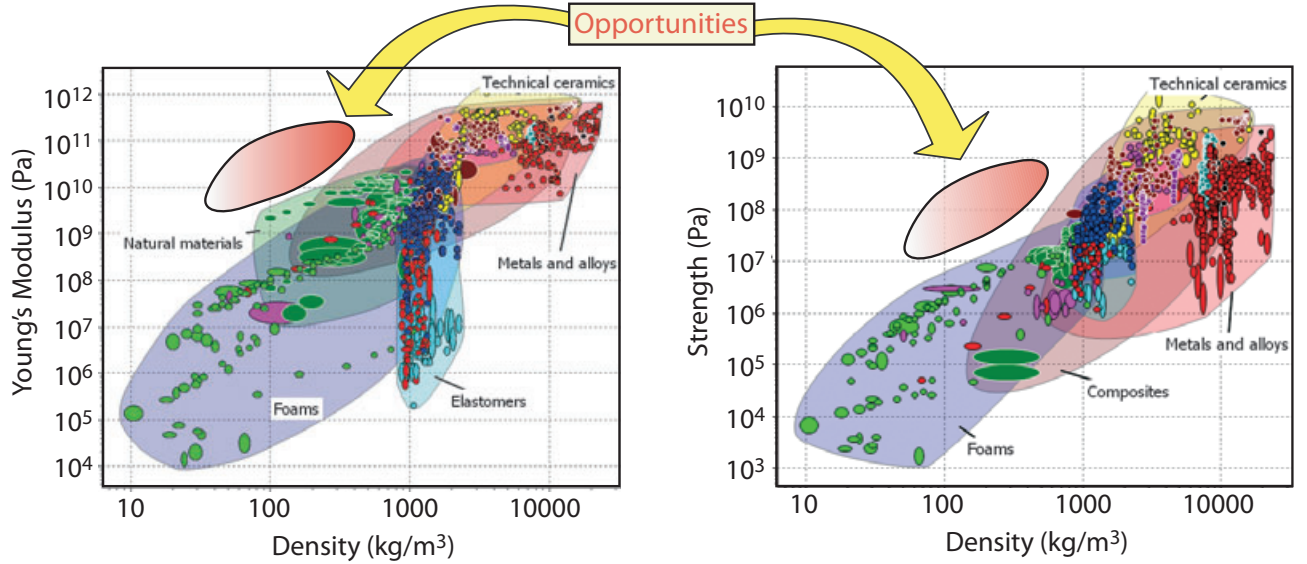 Opportunities
Young's Modulus (Pa)
10¹²
10¹¹
10¹⁰
10⁹
10⁸
10⁷
10⁶
10⁵
10⁴
Technical ceramics
Natural materials
Metals and alloys
Foams
Elastomers
10
100
1000
10000
Density (kg/m³)
Strength (Pa)
10¹⁰
10⁹
10⁸
10⁷
10⁶
10⁵
10⁴
10³
Technical ceramics
Metals and alloys
Composites
Foams
10
100
1000
10000
Density (kg/m³)